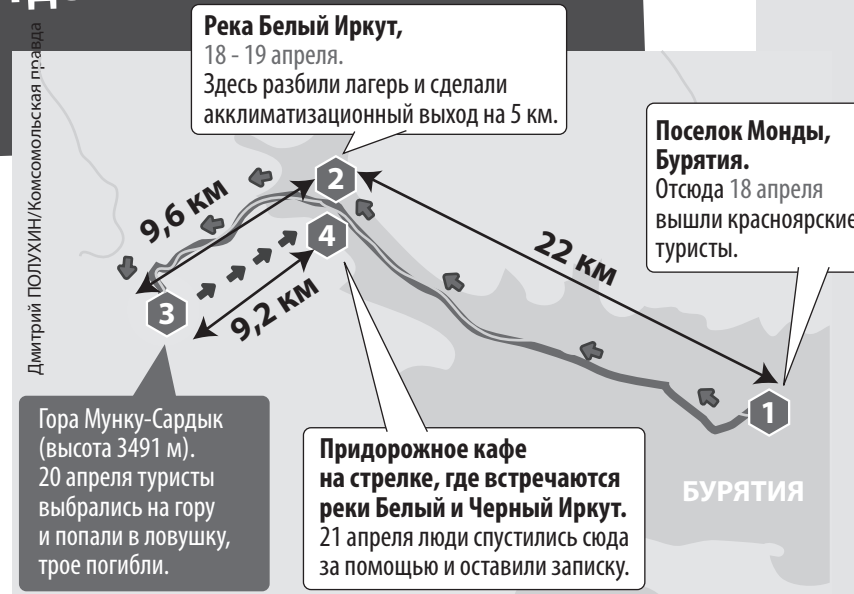 Дмитрий ПОЛУХИН/Комсомольская правда
Река Белый Иркут,
18 - 19 апреля.
Здесь разбили лагерь и сделали
акклиматизационный выход на 5 км.
Поселок Монды,
Бурятия.
Отсюда 18 апреля
вышли красноярские
туристы.
9,6 км
2
4
22 км
3
9,2 км
1
Гора Мунку-Сардык
(высота 3491 м).
20 апреля туристы
выбрались на гору
и попали в ловушку,
трое погибли.
Придорожное кафе
на стрелке, где встречаются
реки Белый и Черный Иркут.
21 апреля люди спустились сюда
за помощью и оставили записку.
БУРЯТИЯ